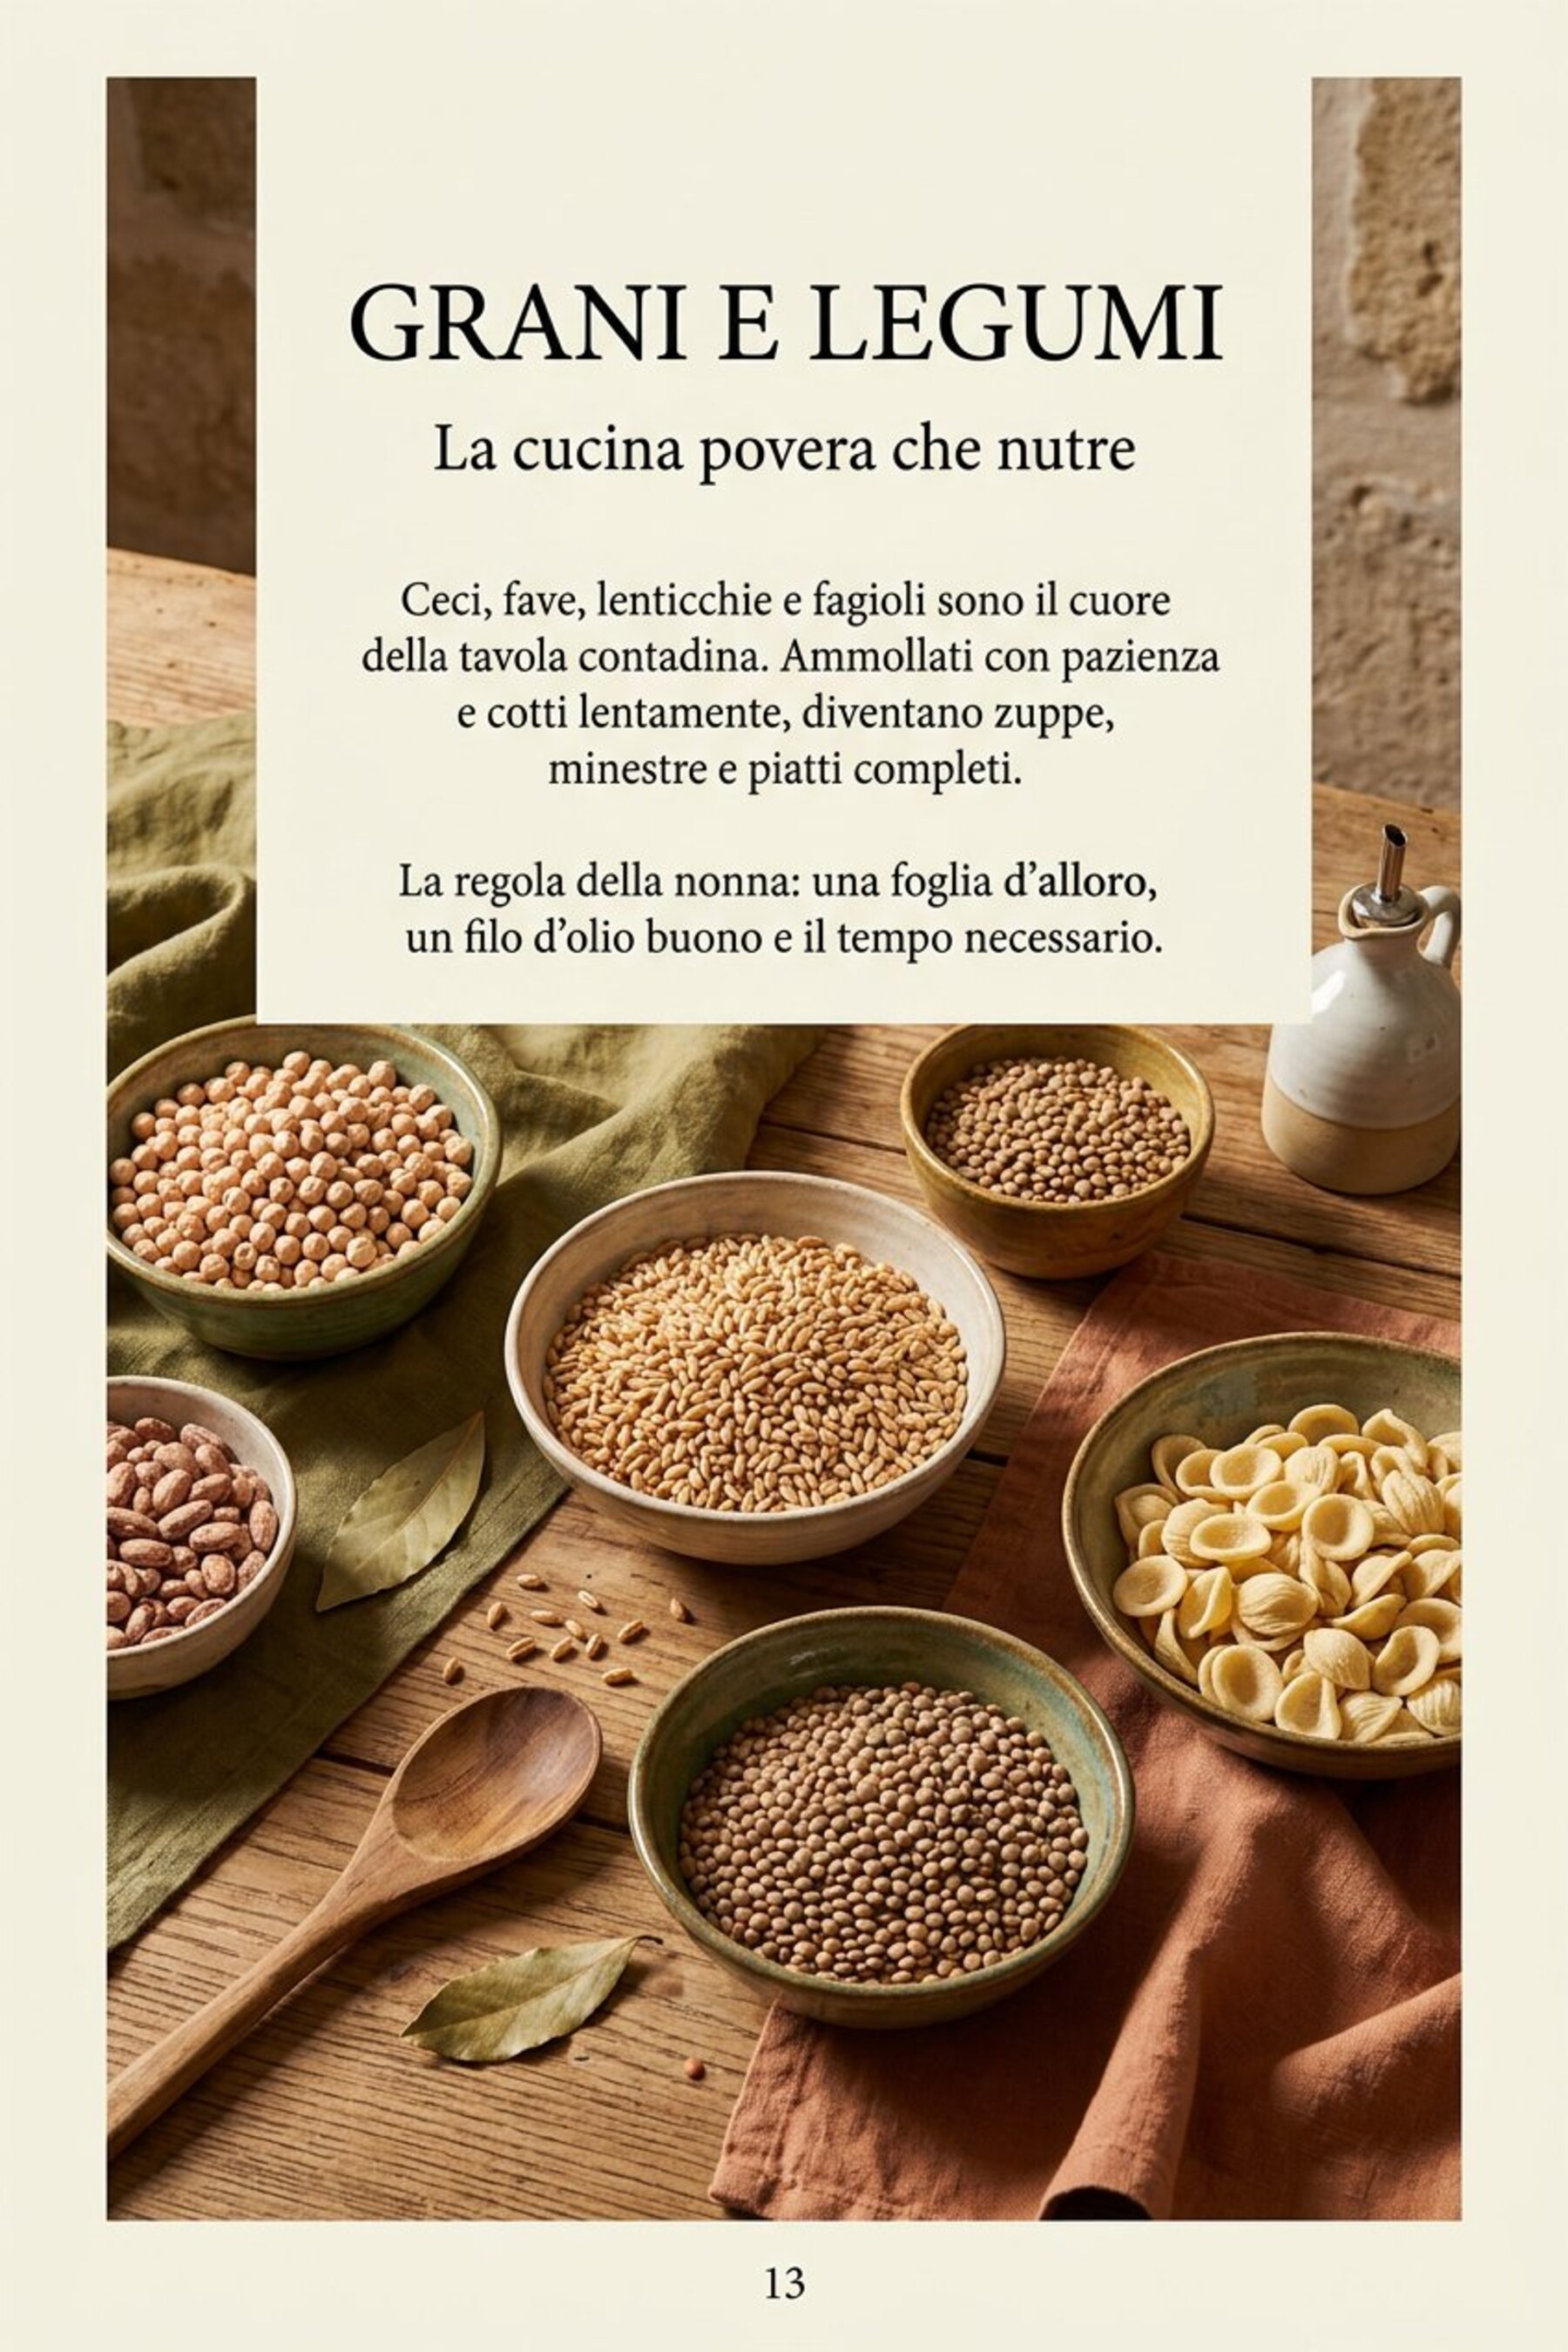 GRANI E LEGUMI
La cucina povera che nutre
Ceci, fave, lenticchie e fagioli sono il cuore
della tavola contadina. Ammollati con pazienza
e cotti lentamente, diventano zuppe,
minestre e piatti completi.
La regola della nonna: una foglia d’alloro,
un filo d’olio buono e il tempo necessario.
13